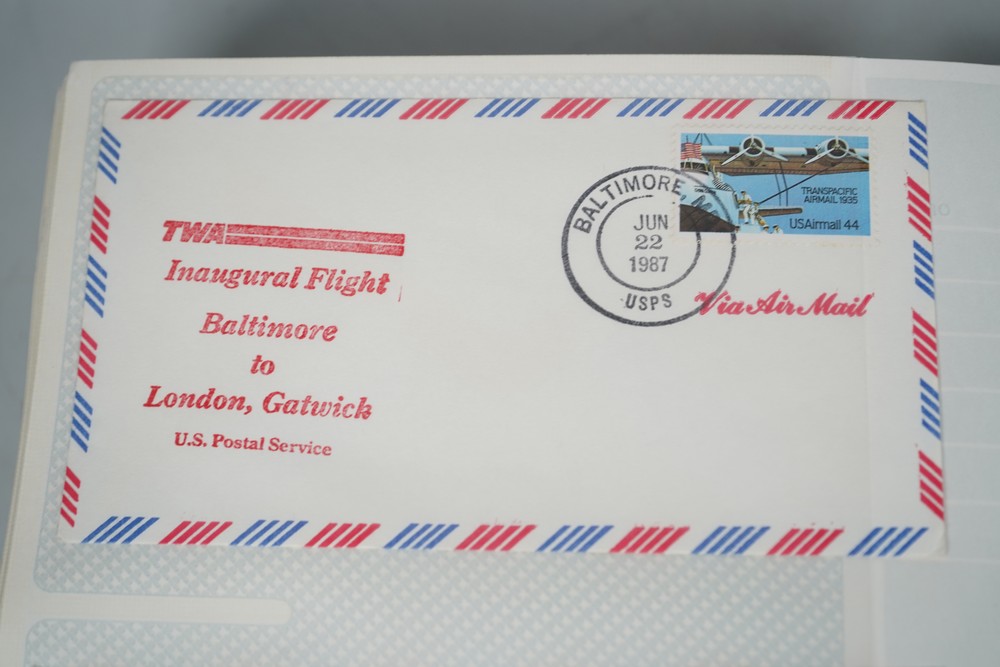 TWA
Inaugural Flight
Baltimore
to
London, Gatwick
U.S. Postal Service
BALTIMORE,
JUN
22
1987
USPS
TRANSPACIFIC
AIRMAIL 1935
USAirmail 44
Via Air Mail